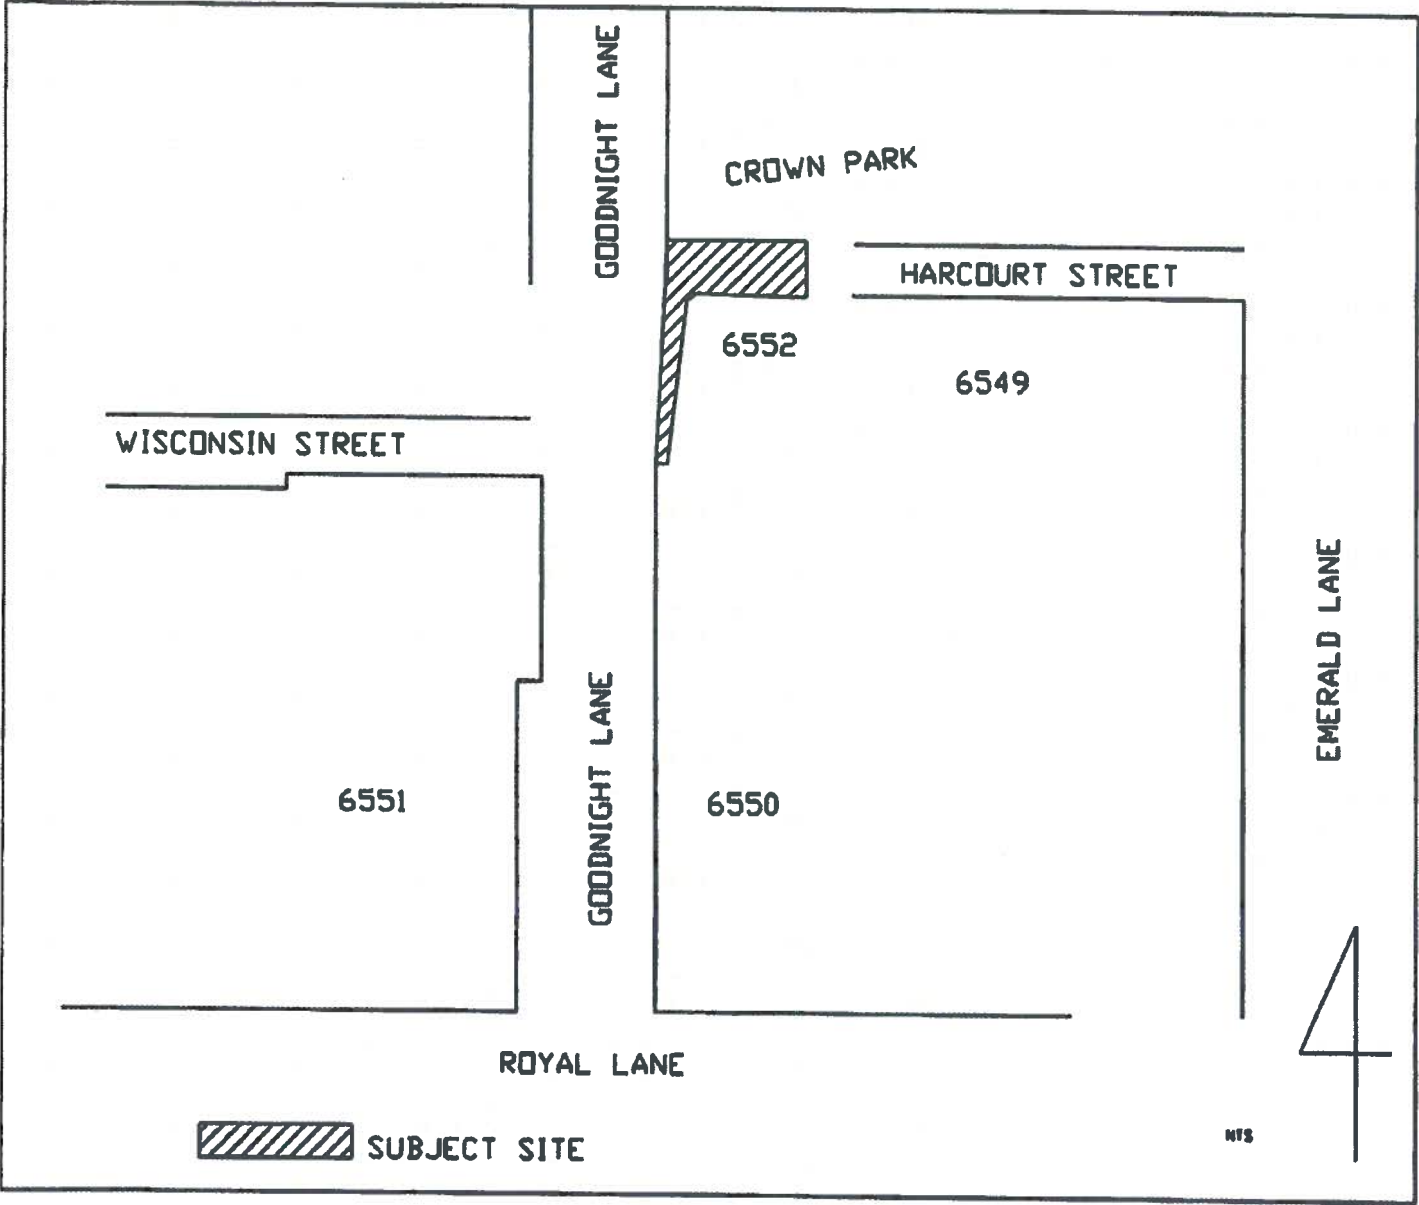 GOODNIGHT LANE
CROWN PARK
HARCOURT STREET
6552
6549
WISCONSIN STREET
EMERALD LANE
GOODNIGHT LANE
6551
6550
ROYAL LANE
SUBJECT SITE
NTS